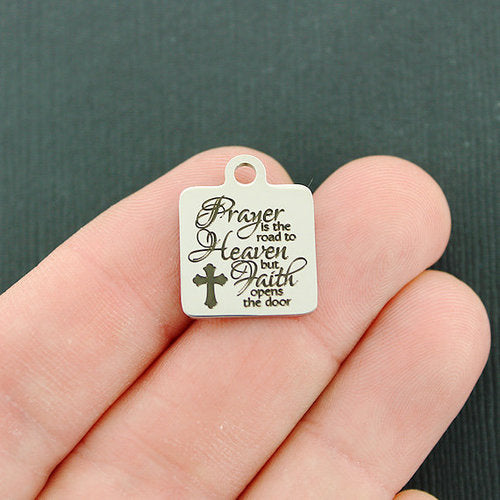 Prayer
is the
road to
Heaven
but
Faith
opens
the door